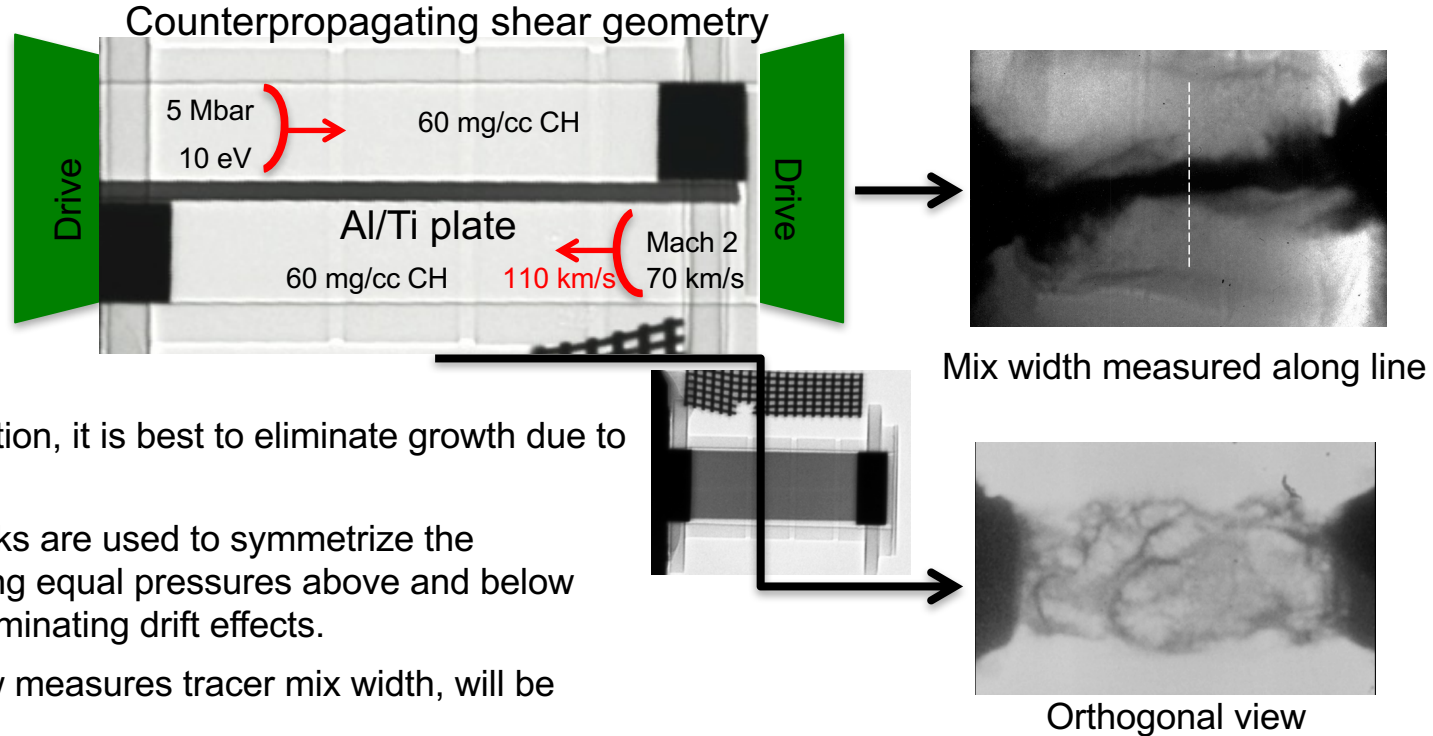 Counterpropagating shear geometry
Drive
5 Mbar
10 eV
60 mg/cc CH
Al/Ti plate
60 mg/cc CH
110 km/s
Mach 2
70 km/s
Drive
Mix width measured along line
tion, it is best to eliminate growth due to
ks are used to symmetrize the
ng equal pressures above and below
minating drift effects.
measures tracer mix width, will be
Orthogonal view